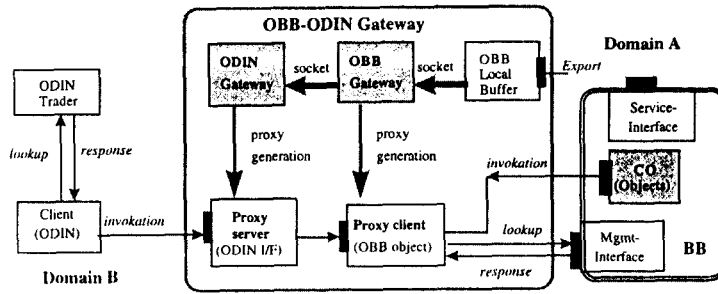 OBB-ODIN Gateway
ODIN
Trader
lookup
response
Client
(ODIN)
invokation
Domain B
ODIN
Gateway
socket
OBB
Gateway
socket
OBB
Local
Buffer
Export
proxy
generation
proxy
generation
Proxy
server
(ODIN I/F)
Proxy client
(OBB object)
invokation
lookup
response
Domain A
Service-
Interface
CO
(Objects)
Mgmt-
Interface
BB